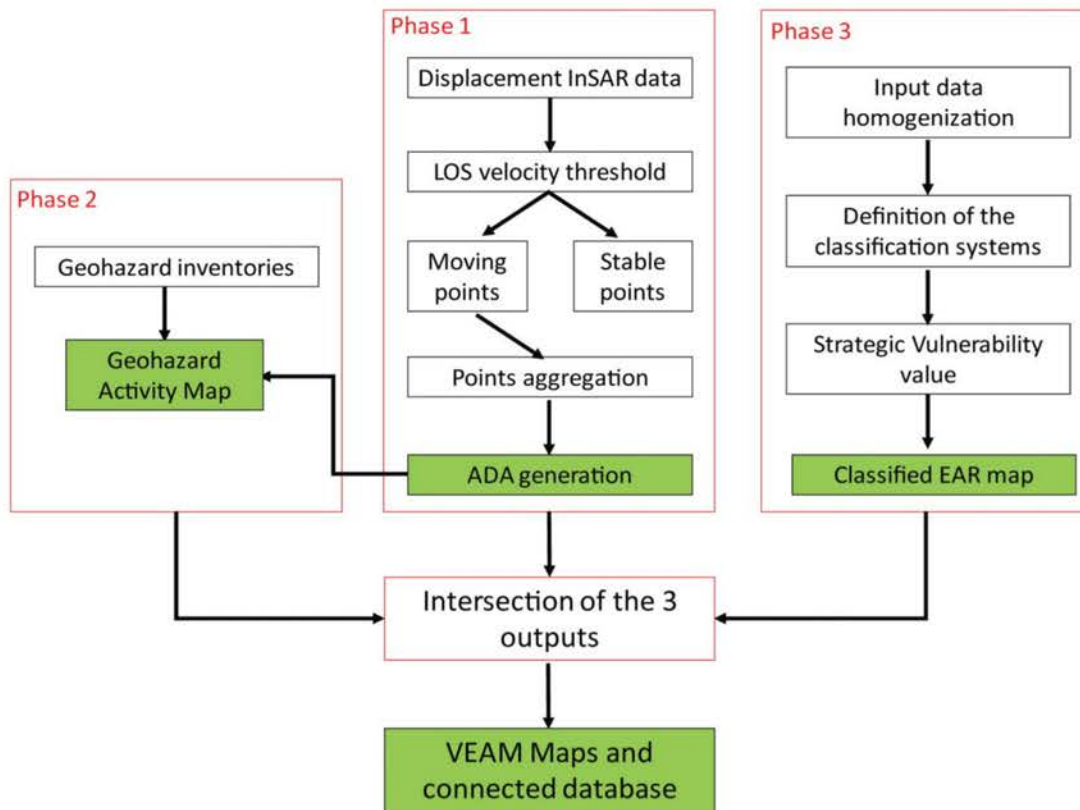 Phase 1
Displacement InSAR data
LOS velocity threshold
Moving
points
Stable
points
Points aggregation
ADA generation
Phase 2
Geohazard inventories
Geohazard
Activity Map
Phase 3
Input data
homogenization
Definition of the
classification systems
Strategic Vulnerability
value
Classified EAR map
Intersection of the 3
outputs
VEAM Maps and
connected database